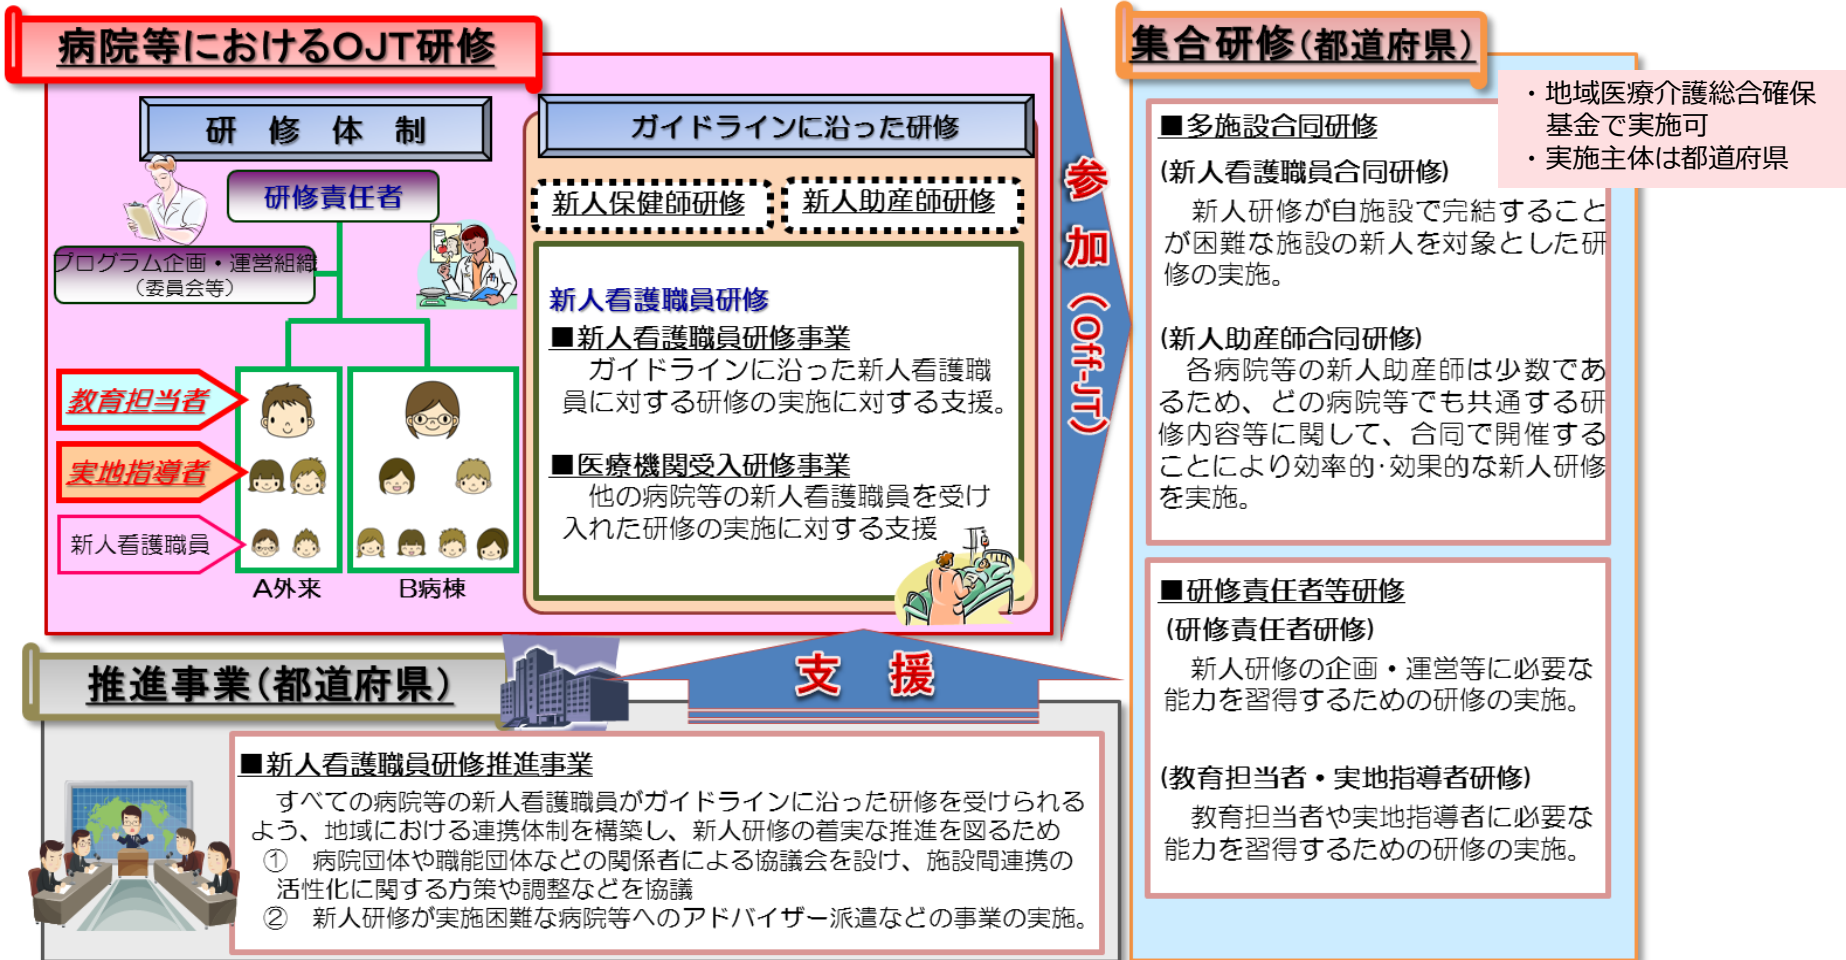 病院等におけるOJT研修
研修体制
研修責任者
プログラム企画・運営組織
(委員会等)
教育担当者
実地指導者
新人看護職員
A外来
B病棟
ガイドラインに沿った研修
新人保健師研修
新人助産師研修
新人看護職員研修
■新人看護職員研修事業
ガイドラインに沿った新人看護職
員に対する研修の実施に対する支援。
■医療機関受入研修事業
他の病院等の新人看護職員を受け
入れた研修の実施に対する支援
参加(Off-JT)
集合研修(都道府県)
・地域医療介護総合確保
基金で実施可
・実施主体は都道府県
■多施設合同研修
(新人看護職員合同研修)
新人研修が自施設で完結すること
が困難な施設の新人を対象とした研
修の実施。
(新人助産師合同研修)
各病院等の新人助産師は少数であ
るため、どの病院等でも共通する研
修内容等に関して、合同で開催する
ことにより効率的･効果的な新人研修
を実施。
■研修責任者等研修
(研修責任者研修)
新人研修の企画・運営等に必要な
能力を習得するための研修の実施。
(教育担当者・実地指導者研修)
教育担当者や実地指導者に必要な
能力を習得するための研修の実施。
支援
推進事業(都道府県)
■新人看護職員研修推進事業
すべての病院等の新人看護職員がガイドラインに沿った研修を受けられる
よう、地域における連携体制を構築し、新人研修の着実な推進を図るため
① 病院団体や職能団体などの関係者による協議会を設け、施設間連携の
活性化に関する方策や調整などを協議
② 新人研修が実施困難な病院等へのアドバイザー派遣などの事業の実施。